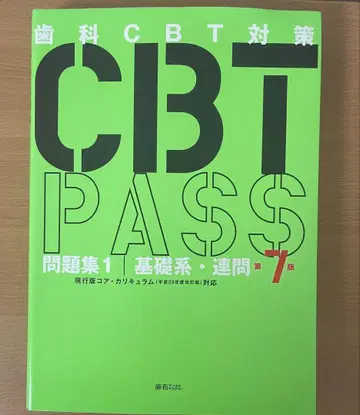 歯科CBT対策
CBT
PASS
問題集1 基礎系・連問 第7版
現行版コア・カリキュラム(平成28年度改訂版)対応
麻布